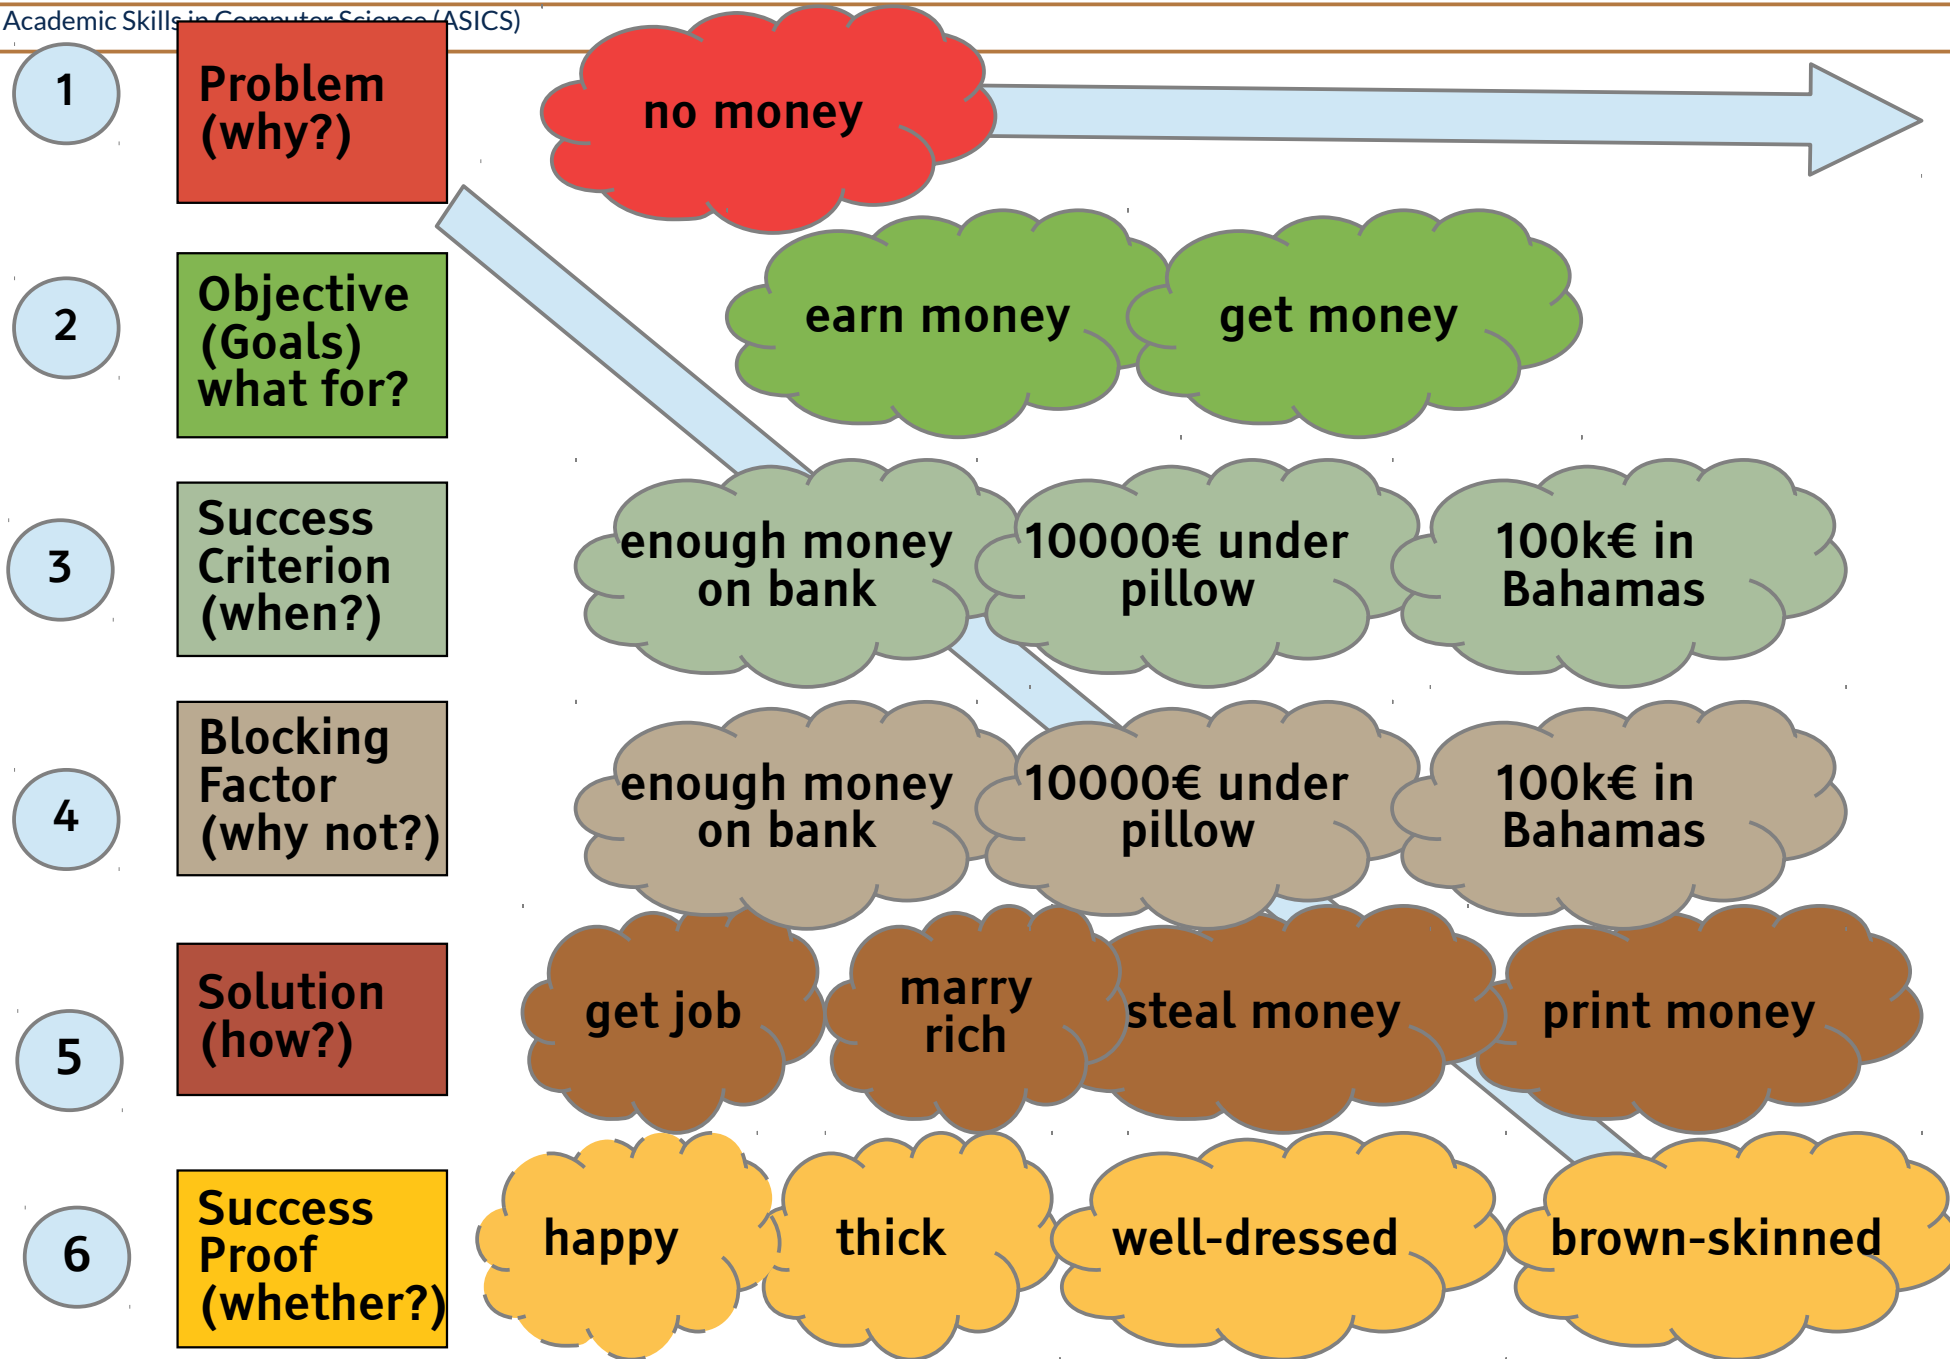 Academic Skills in Computer Science (ASICS)
1
Problem
(why?)
no money
2
Objective
(Goals)
what for?
earn money
get money
3
Success
Criterion
(when?)
enough money
on bank
10000€ under
pillow
100k€ in
Bahamas
4
Blocking
Factor
(why not?)
enough money
on bank
10000€ under
pillow
100k€ in
Bahamas
5
Solution
(how?)
get job
marry
rich
steal money
print money
6
Success
Proof
(whether?)
happy
thick
well-dressed
brown-skinned